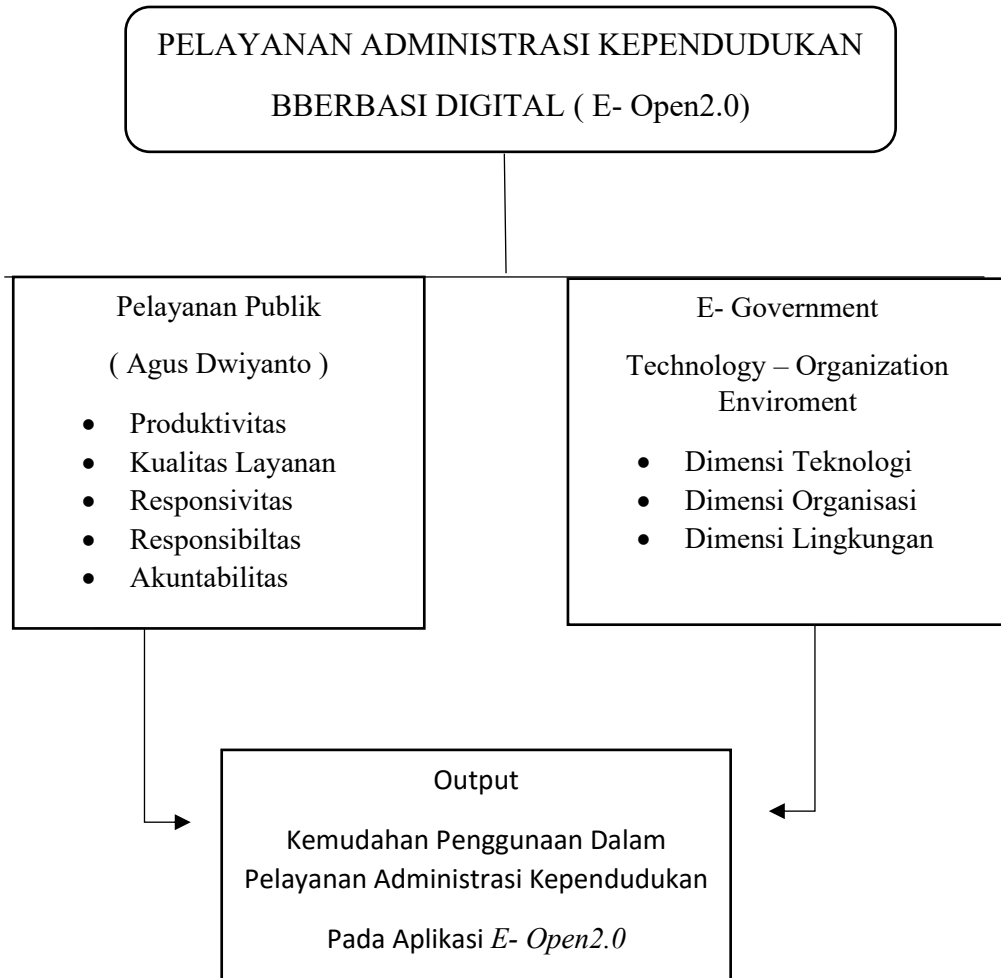 PELAYANAN ADMINISTRASI KEPENDUDUKAN
BBERBASI DIGITAL ( E- Open2.0)
Pelayanan Publik
( Agus Dwiyanto )
• Produktivitas
• Kualitas Layanan
• Responsivitas
• Responsibiltas
• Akuntabilitas
E- Government
Technology – Organization
Enviroment
• Dimensi Teknologi
• Dimensi Organisasi
• Dimensi Lingkungan
Output
Kemudahan Penggunaan Dalam
Pelayanan Administrasi Kependudukan
Pada Aplikasi E- Open2.0